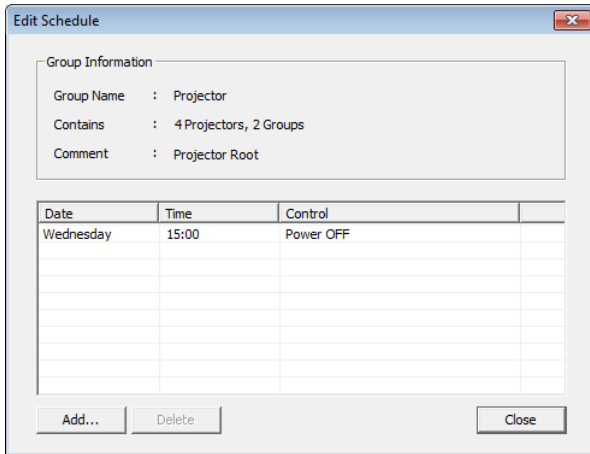 Edit Schedule
Group Information
Group Name : Projector
Contains : 4 Projectors, 2 Groups
Comment : Projector Root
Date Time Control
Wednesday 15:00 Power OFF
Add... Delete Close